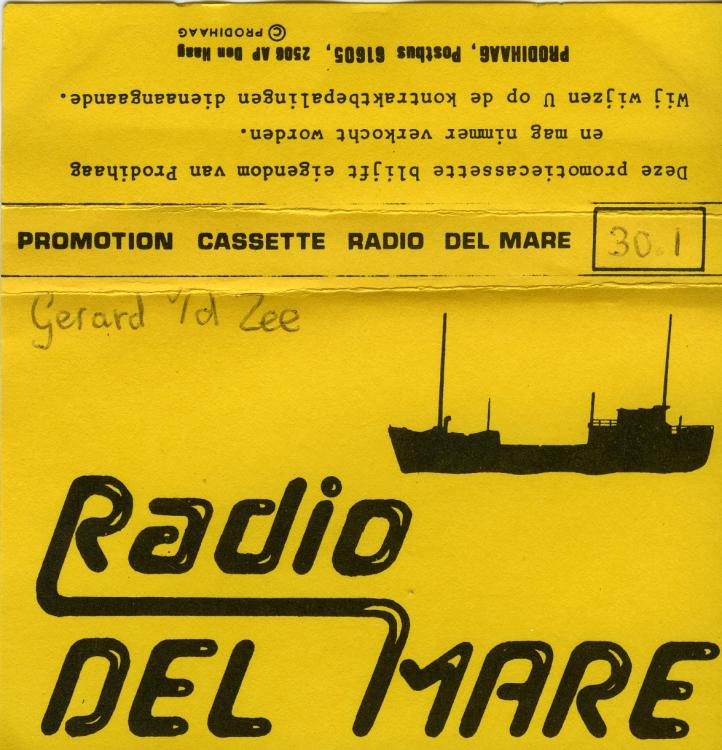 Deze promotiecassette blijft eigendom van Prodihaag
en mag nimmer verkocht worden.
Wij wijzen U op de kontraktbepalingen dienaangaande.
PRODIHAAG, Postbus 61605, 2506 AP Den Haag
© PRODIHAAG
PROMOTION CASSETTE RADIO DEL MARE 30.1
Gerard v/d Zee
Radio
DEL MARE